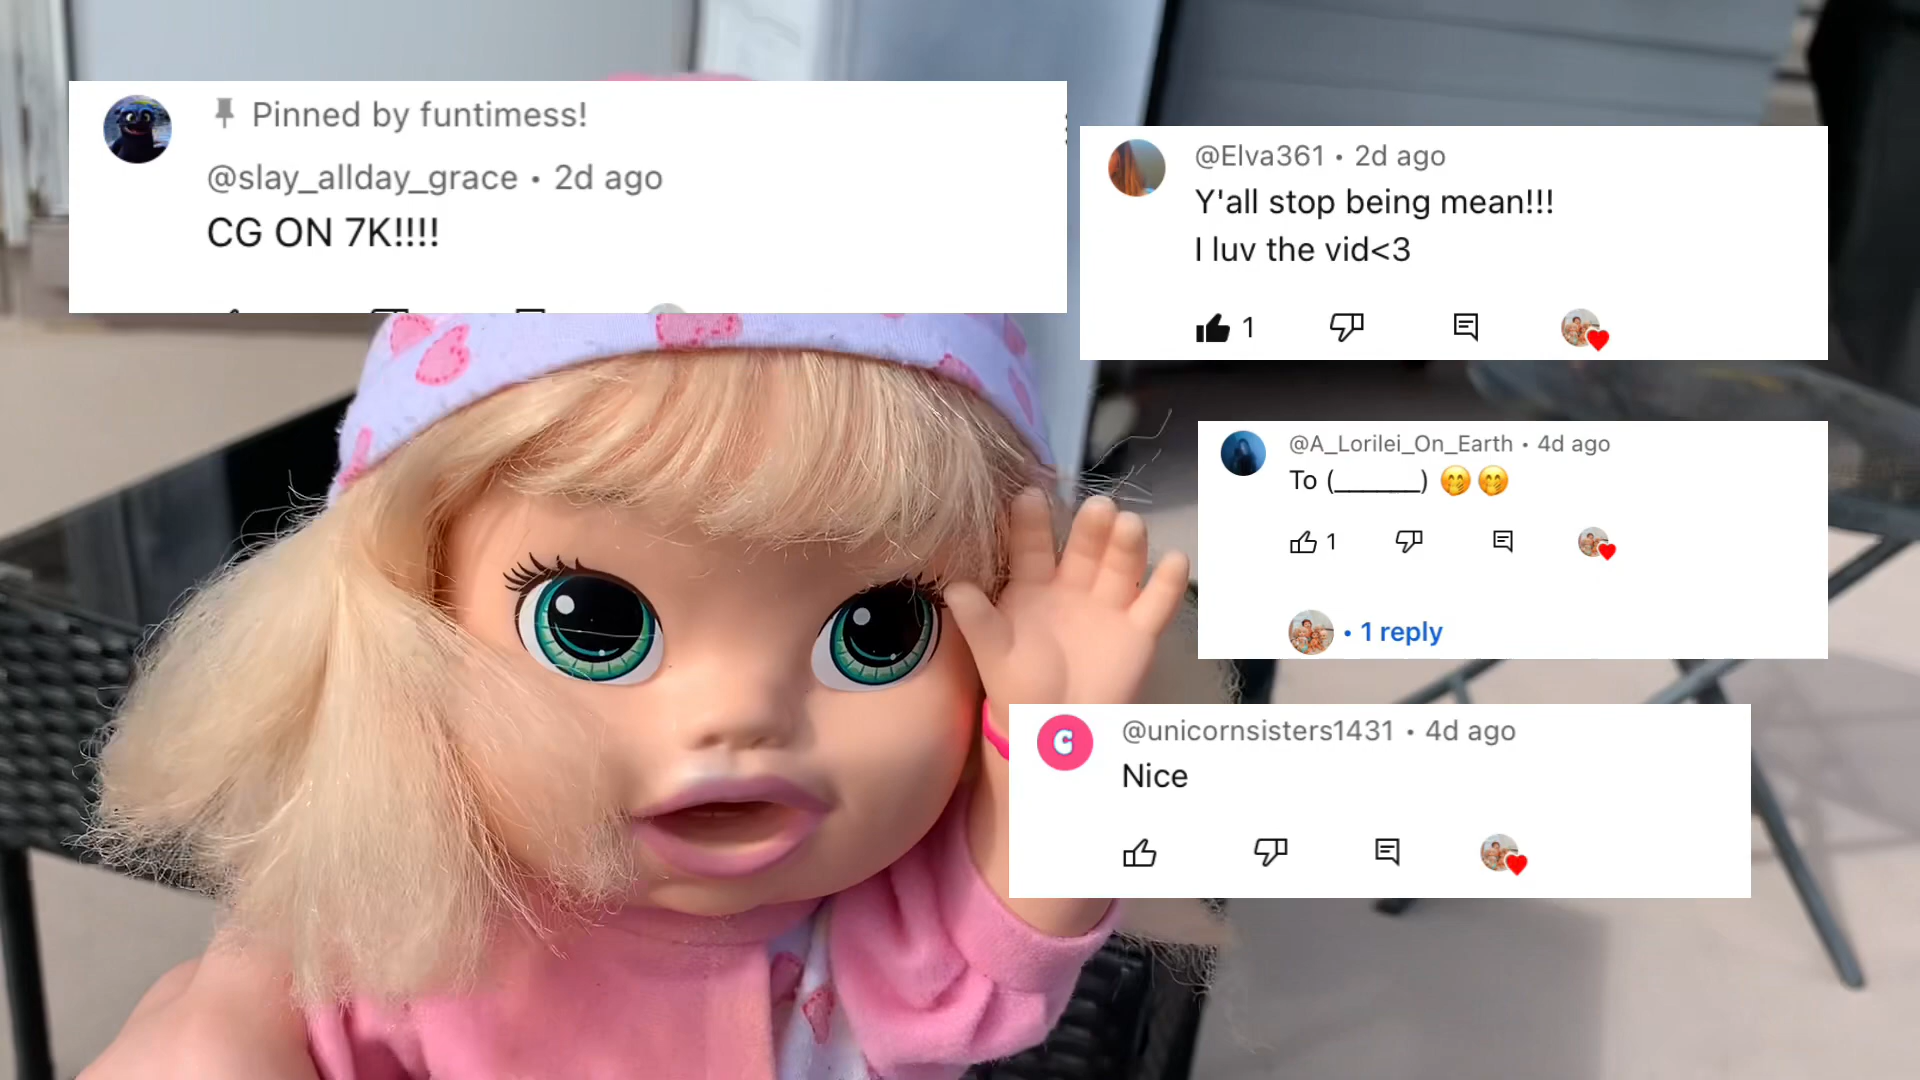 Pinned by funtimess!
@slay_allday_grace • 2d ago
CG ON 7K!!!!
@Elva361 • 2d ago
Y'all stop being mean!!!
I luv the vid<3
1
@A_Lorilei_On_Earth • 4d ago
To (______) 🤭🤭
1
• 1 reply
C
@unicornsisters1431 • 4d ago
Nice